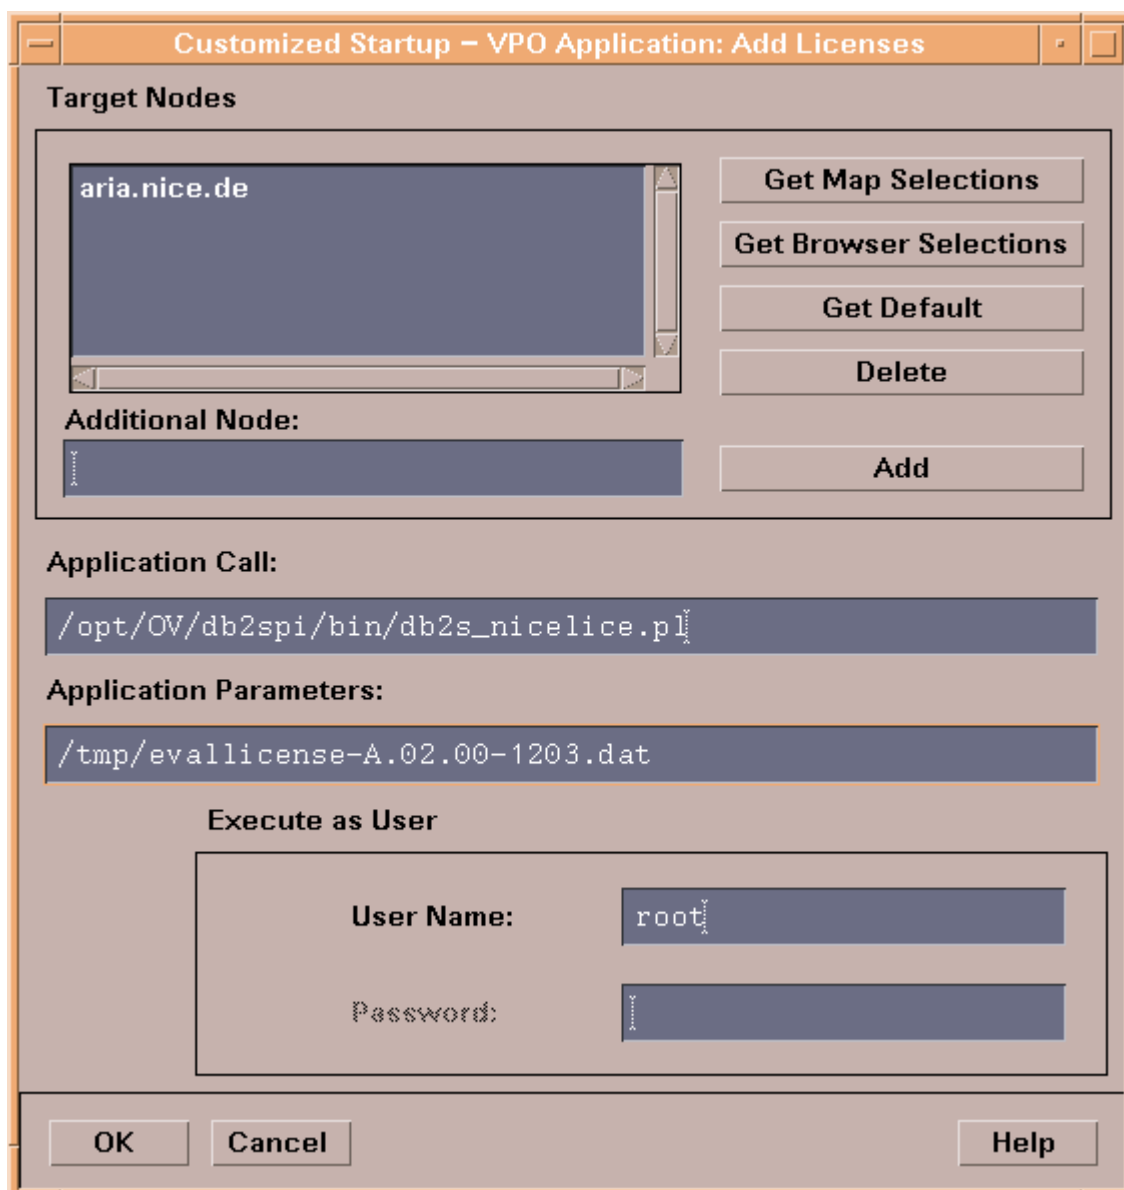 Customized Startup – VPO Application: Add Licenses
Target Nodes
aria.nice.de
Get Map Selections
Get Browser Selections
Get Default
Delete
Additional Node:
Add
Application Call:
/opt/OV/db2spi/bin/db2s_nicelice.pl
Application Parameters:
/tmp/evallicense-A.02.00-1203.dat
Execute as User
User Name:
root
Password:
OK
Cancel
Help